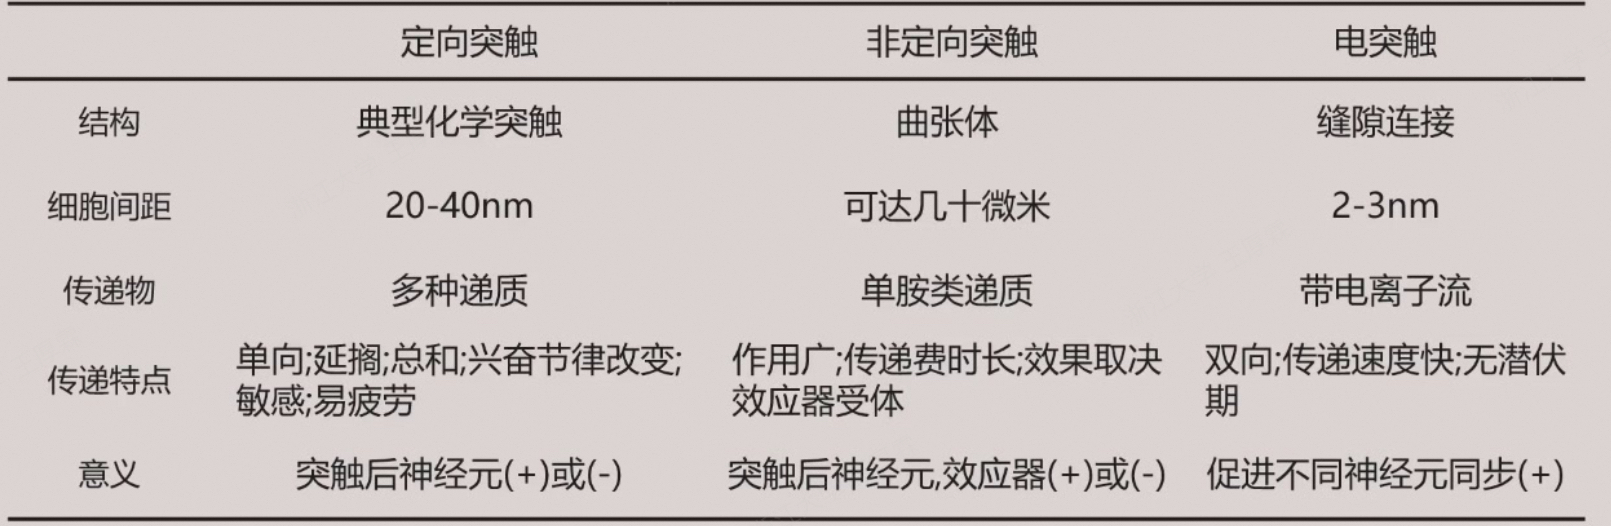 定向突触 非定向突触 电突触
结构 典型化学突触 曲张体 缝隙连接
细胞间距 20-40nm 可达几十微米 2-3nm
传递物 多种递质 单胺类递质 带电离子流
传递特点 单向;延搁;总和;兴奋节律改变;敏感;易疲劳 作用广;传递费时长;效果取决效应器受体 双向;传递速度快;无潜伏期
意义 突触后神经元(+)或(-) 突触后神经元,效应器(+)或(-) 促进不同神经元同步(+)